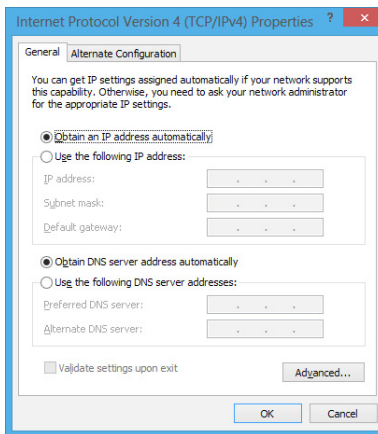 Internet Protocol Version 4 (TCP/IPv4) Properties ? ×
General Alternate Configuration
You can get IP settings assigned automatically if your network supports
this capability. Otherwise, you need to ask your network administrator
for the appropriate IP settings.
Obtain an IP address automatically
Use the following IP address:
IP address:
Subnet mask:
Default gateway:
Obtain DNS server address automatically
Use the following DNS server addresses:
Preferred DNS server:
Alternate DNS server:
Validate settings upon exit
Advanced...
OK Cancel